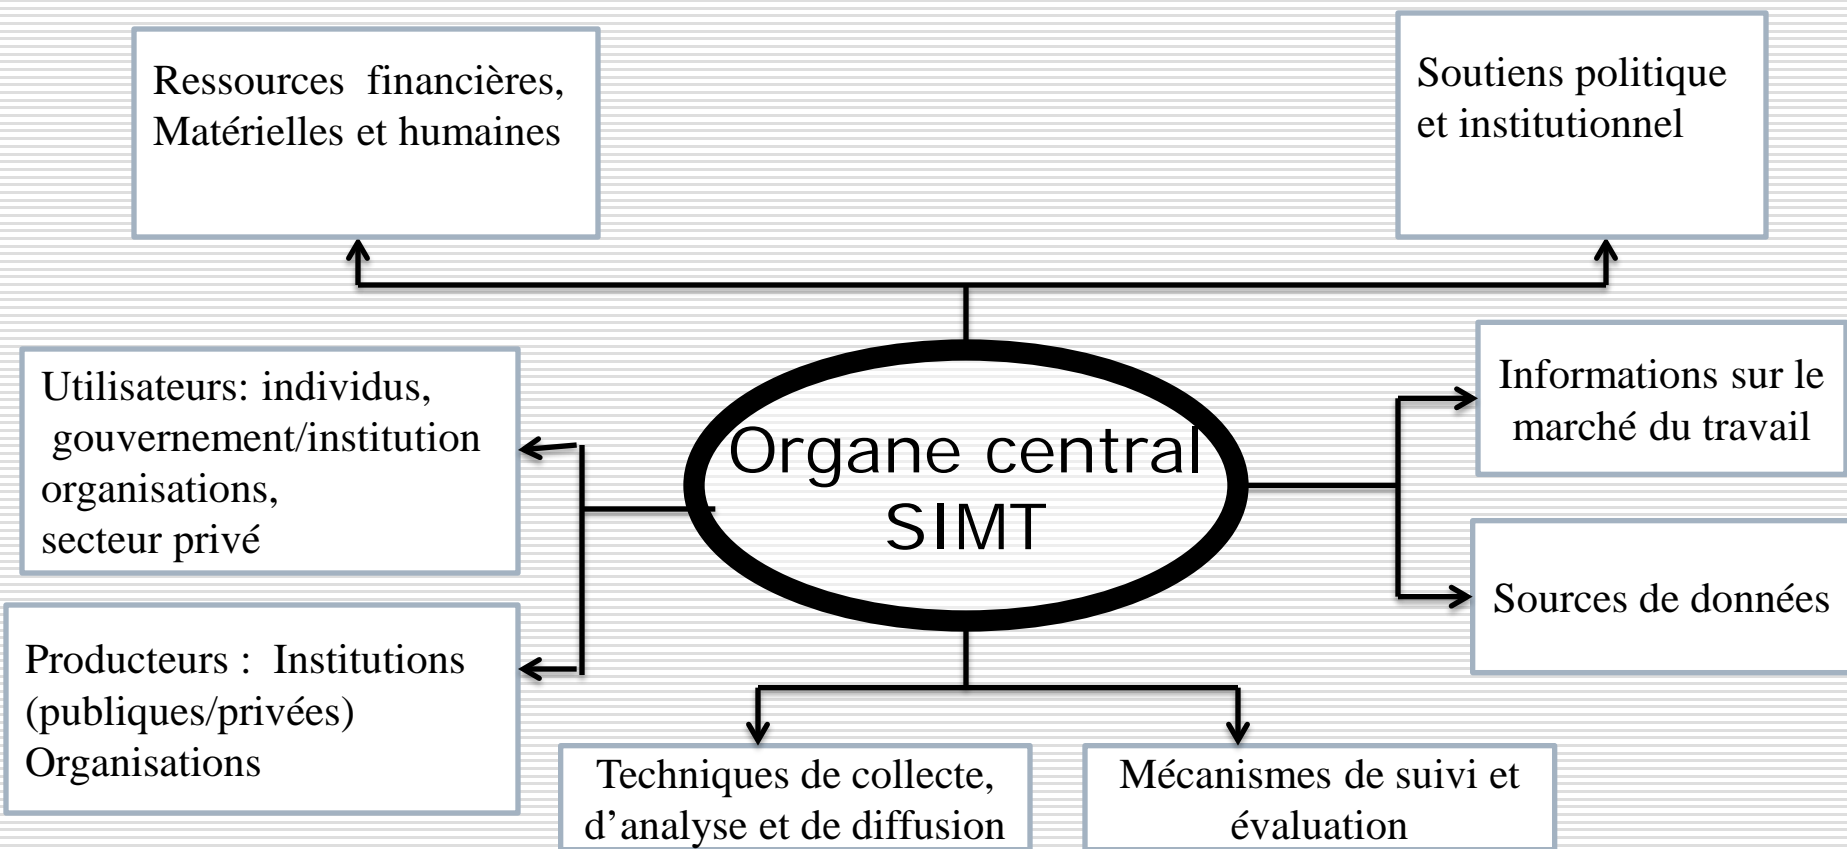 Ressources financières,
Matérielles et humaines
Soutiens politique
et institutionnel
Utilisateurs: individus,
gouvernement/institution
organisations,
secteur privé
Organe central
SIMT
Informations sur le
marché du travail
Sources de données
Producteurs : Institutions
(publiques/privées)
Organisations
Techniques de collecte,
d’analyse et de diffusion
Mécanismes de suivi et
évaluation